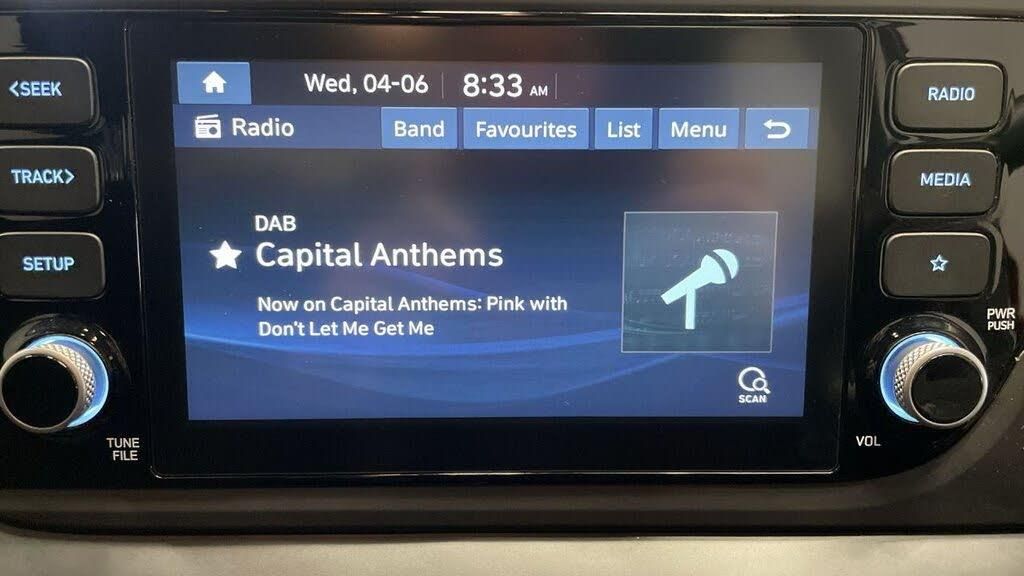 <SEEK
TRACK>
SETUP
TUNE
FILE
Wed, 04-06 8:33 AM
Radio Band Favourites List Menu
DAB
Capital Anthems
Now on Capital Anthems: Pink with
Don't Let Me Get Me
SCAN
RADIO
MEDIA
PWR
PUSH
VOL